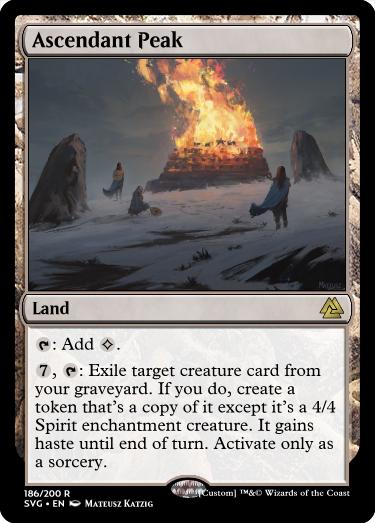 Ascendant Peak
Land
: Add .
7, : Exile target creature card from
your graveyard. If you do, create a
token that's a copy of it except it's a 4/4
Spirit enchantment creature. It gains
haste until end of turn. Activate only as
a sorcery.
186/200 R
SVG • EN Mateusz Katzig
[Custom] ™&© Wizards of the Coast